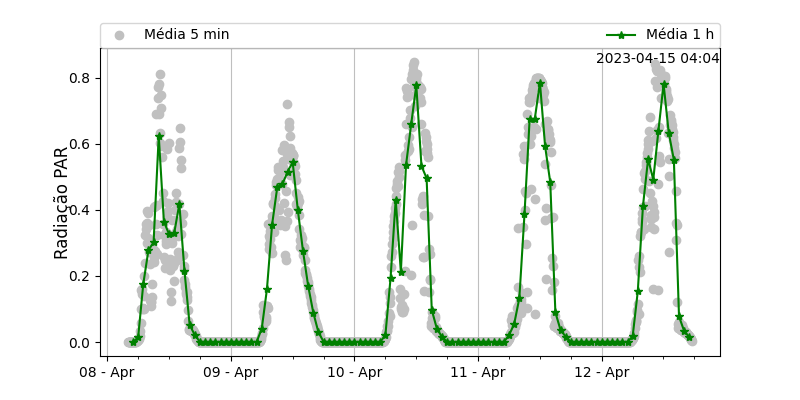 Média 5 min
Média 1 h
2023-04-15 04:04
Radiação PAR
0.8
0.6
0.4
0.2
0.0
08 - Apr
09 - Apr
10 - Apr
11 - Apr
12 - Apr